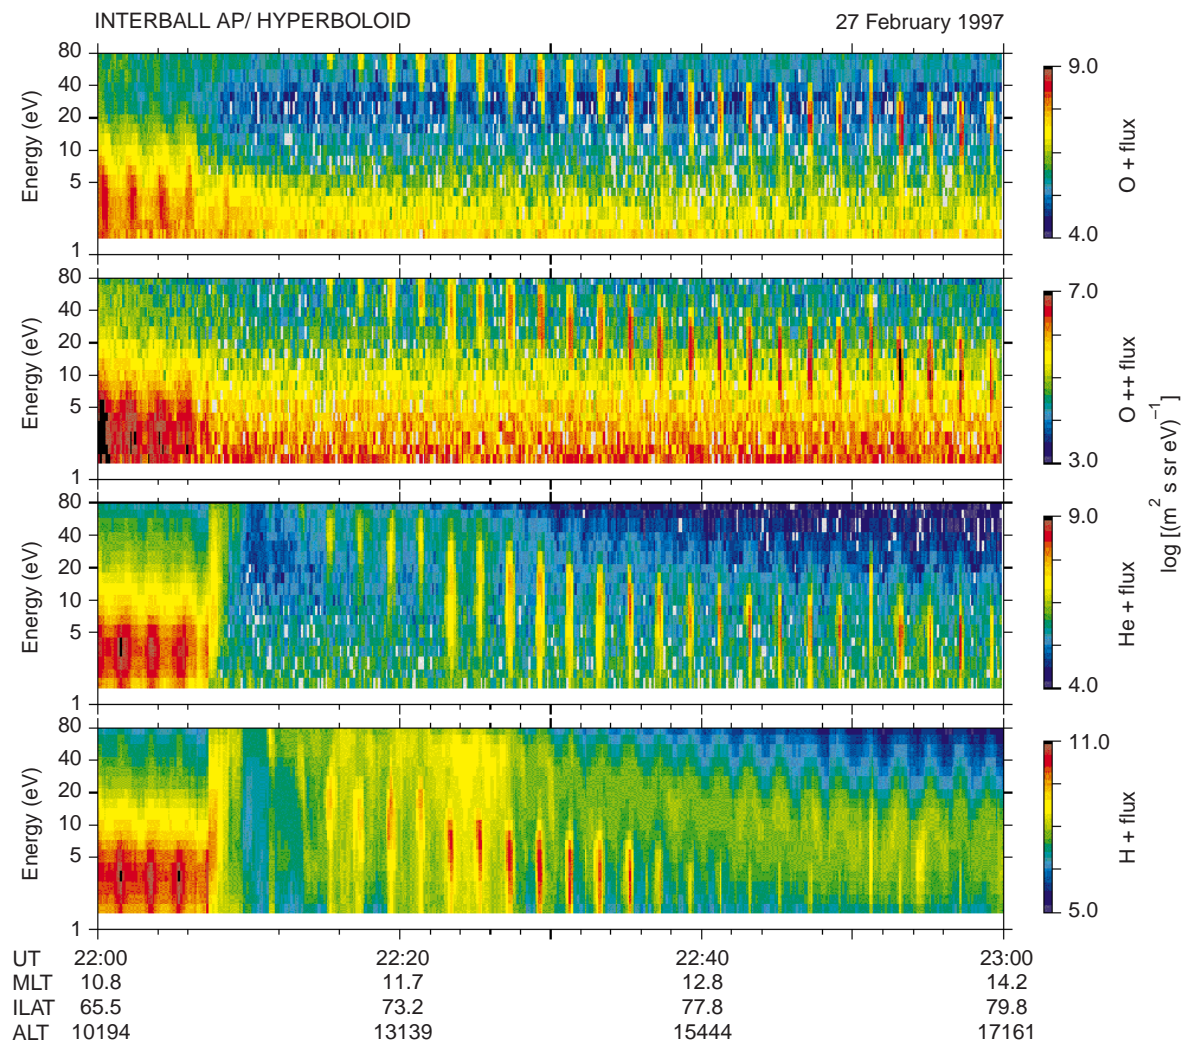 INTERBALL AP/ HYPERBOLOID 27 February 1997
80
40
20
10
5
1
Energy (eV)
9.0
4.0
O + flux
80
40
20
10
5
1
Energy (eV)
7.0
3.0
O ++ flux
log [(m2 s sr eV)−1]
80
40
20
10
5
1
Energy (eV)
9.0
4.0
He + flux
80
40
20
10
5
1
Energy (eV)
11.0
5.0
H + flux
UT 22:00 22:20 22:40 23:00
MLT 10.8 11.7 12.8 14.2
ILAT 65.5 73.2 77.8 79.8
ALT 10194 13139 15444 17161